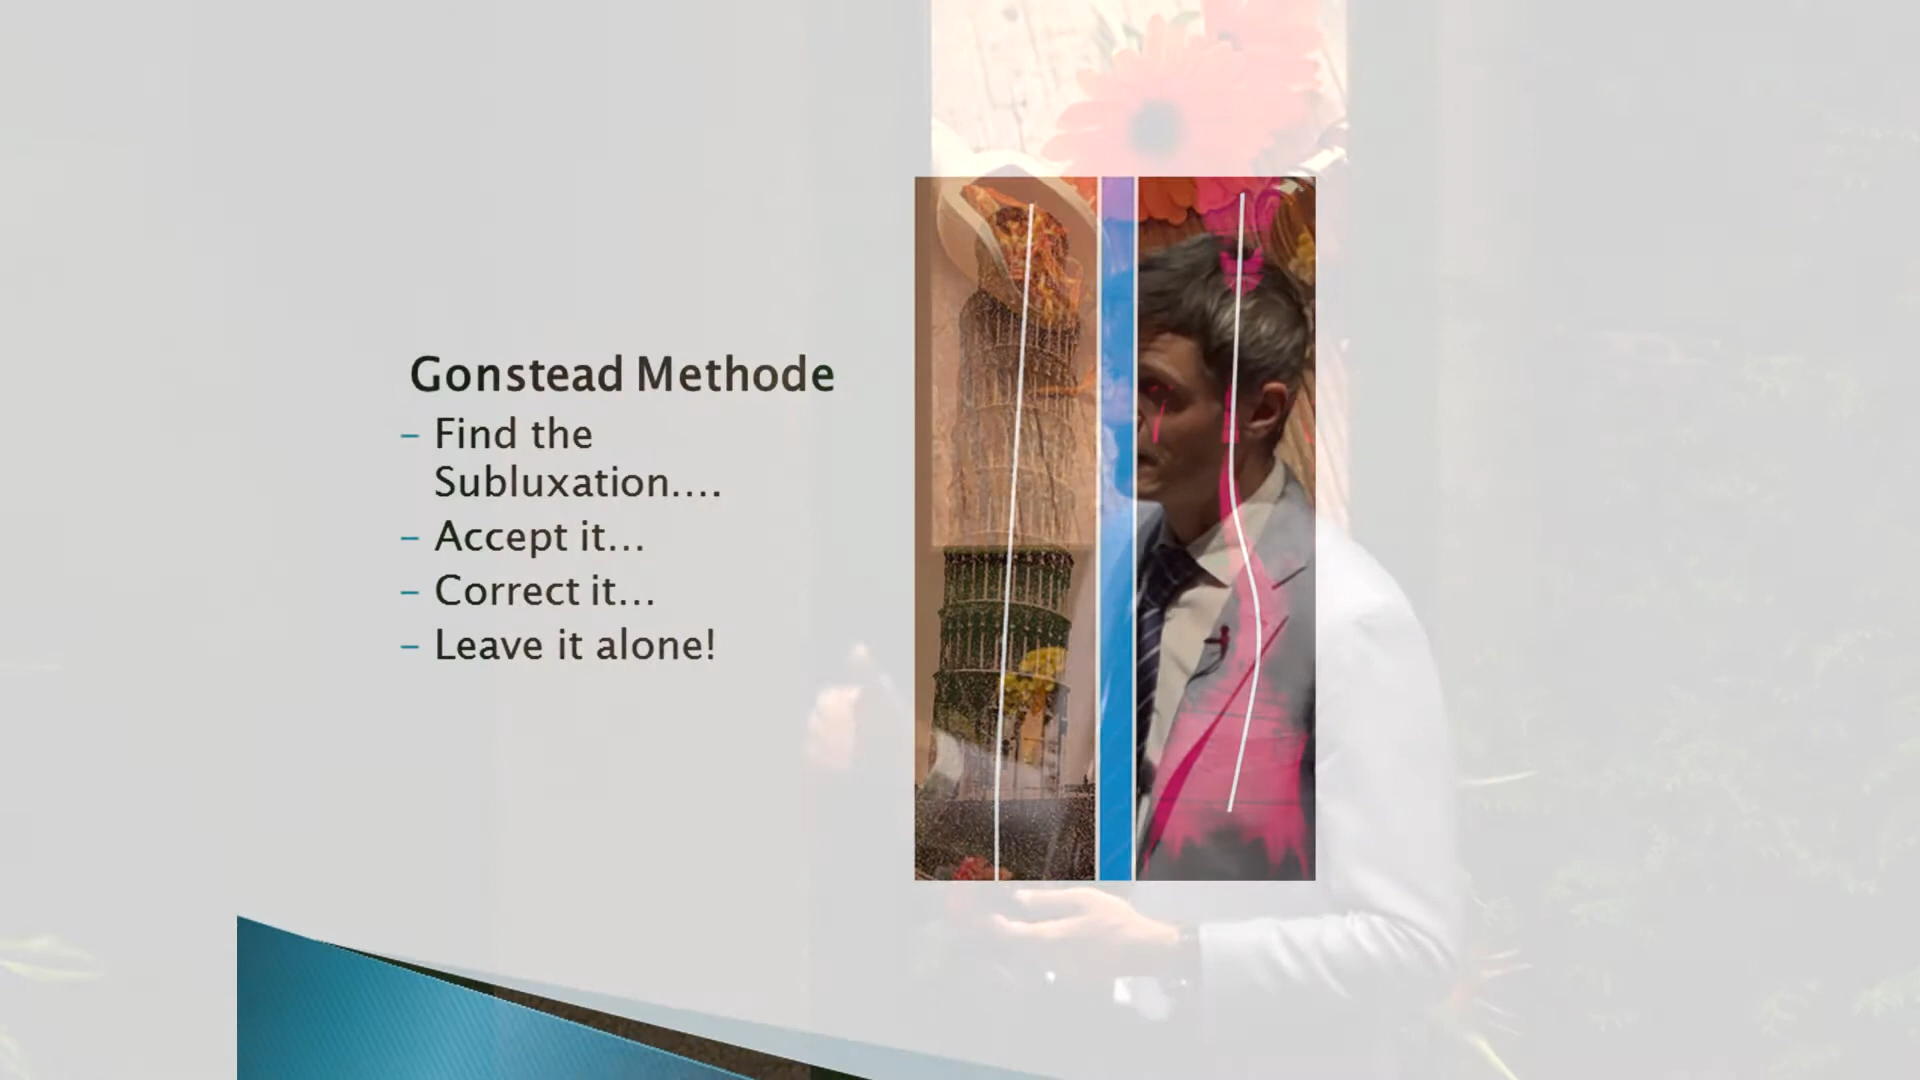 Gonstead Methode
– Find the
Subluxation....
– Accept it...
– Correct it...
– Leave it alone!